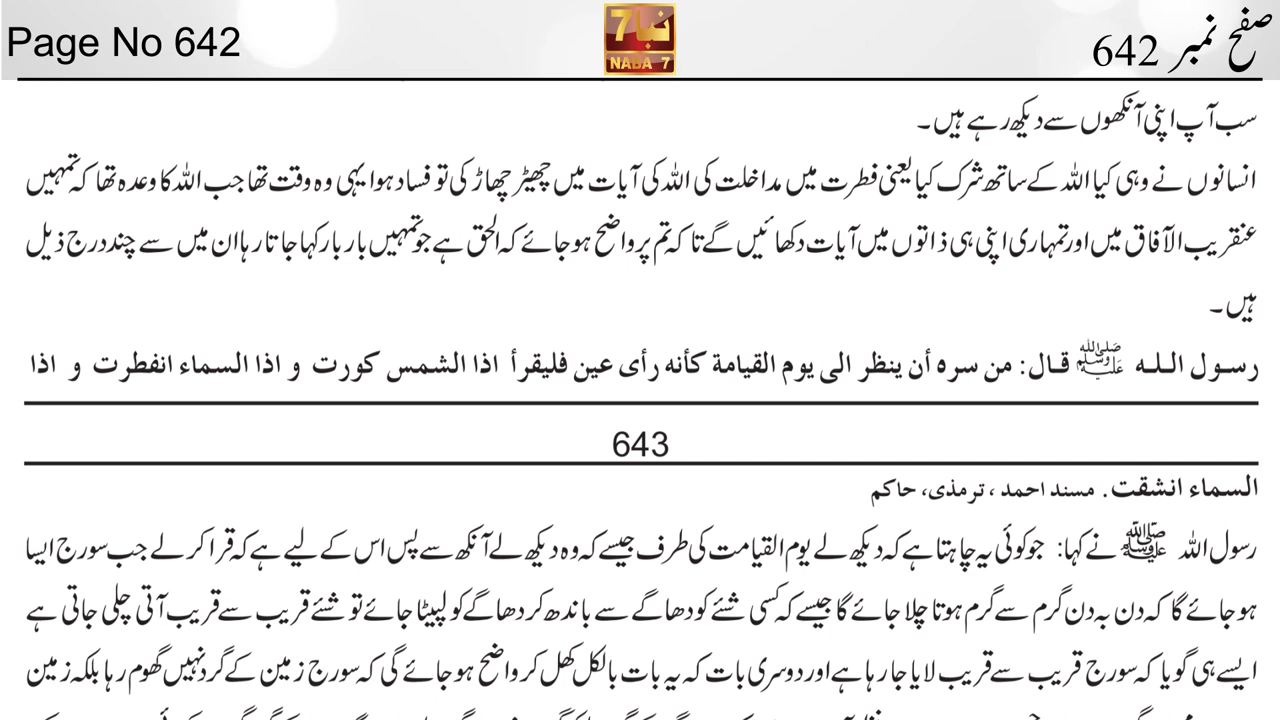 Page No 642
نبا 7
NABA 7
صفحہ نمبر 642
سب آپ اپنی آنکھوں سے دیکھ رہے ہیں۔
انسانوں نے وہی کیا اللہ کے ساتھ شرک کیا یعنی فطرت میں مداخلت کی اللہ کی آیات میں چھیڑ چھاڑ کی تو فساد ہوا یہی وہ وقت تھا جب اللہ کا وعدہ تھا کہ تمہیں
عنقریب الآفاق میں اور تمہاری اپنی ہی ذاتوں میں آیات دکھائیں گے تاکہ تم پر واضح ہو جائے کہ الحق ہے جو تمہیں بار بار کہا جاتا رہا ان میں سے چند درج ذیل
ہیں۔
رسول اللہ ﷺ قال: من سره أن ينظر الى يوم القيامة كأنه رأى عين فليقرأ اذا الشمس كورت و اذا السماء انفطرت و اذا
643
السماء انشقت. مسند احمد، ترمذی، حاکم
رسول اللہ ﷺ نے کہا: جو کوئی یہ چاہتا ہے کہ دیکھ لے یوم القیامت کی طرف جیسے کہ وہ دیکھ لے آنکھ سے پس اس کے لیے ہے کہ قرا کر لے جب سورج ایسا
ہو جائے گا کہ دن بہ دن گرم سے گرم ہوتا چلا جائے گا جیسے کہ کسی شئے کو دھاگے سے باندھ کر دھاگے کو لپیٹا جائے تو شئے قریب سے قریب آتی چلی جاتی ہے
ایسے ہی گویا کہ سورج قریب سے قریب لایا جا رہا ہے اور دوسری بات کہ یہ بات بالکل کھل کر واضح ہو جائے گی کہ سورج زمین کے گرد نہیں گھوم رہا بلکہ زمین